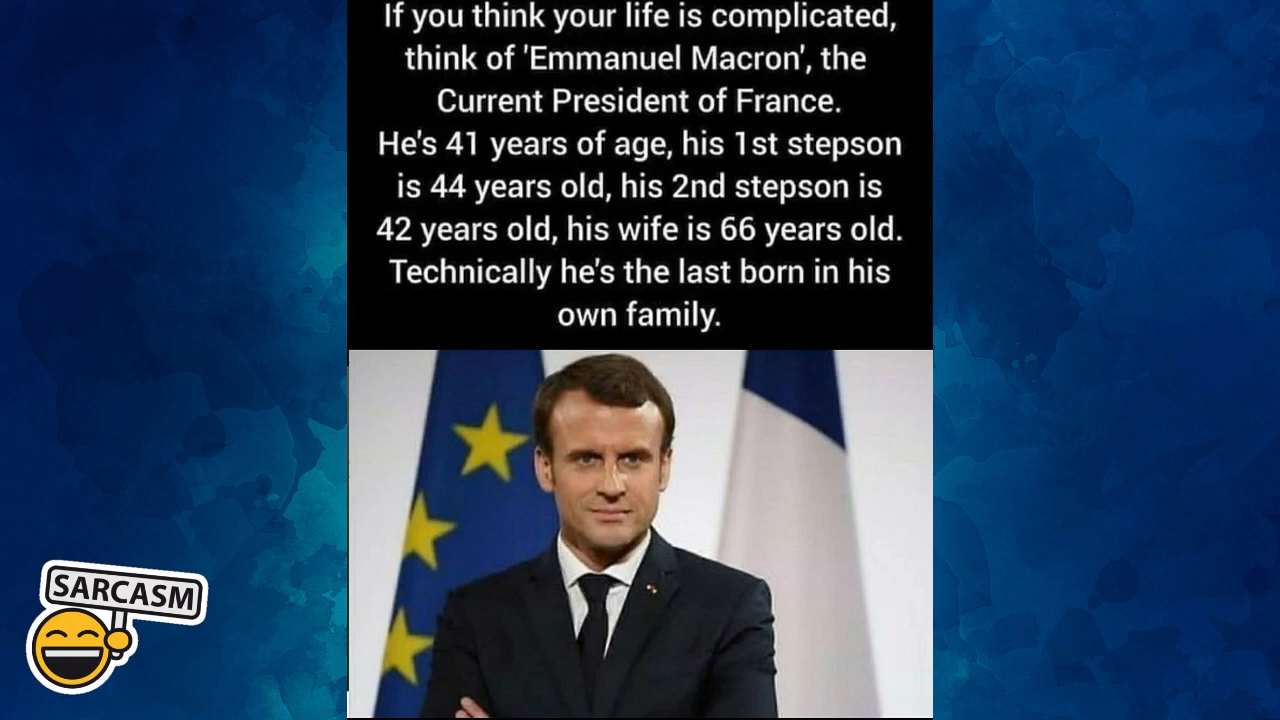 If you think your life is complicated,
think of 'Emmanuel Macron', the
Current President of France.
He's 41 years of age, his 1st stepson
is 44 years old, his 2nd stepson is
42 years old, his wife is 66 years old.
Technically he's the last born in his
own family.
SARCASM